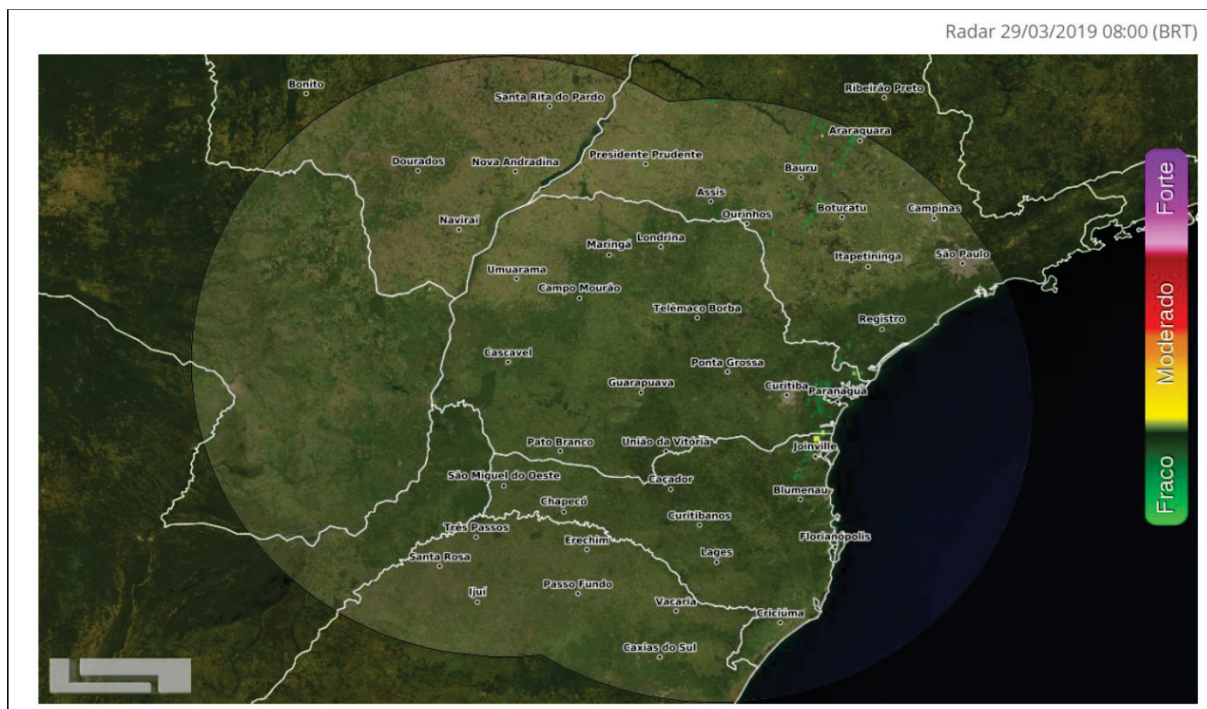 Radar 29/03/2019 08:00 (BRT)
Bonito
Santa Rita do Pardo
Ribeirão Preto
Araraquara
Dourados
Nova Andradina
Presidente Prudente
Bauru
Assis
Ourinhos
Botucatu
Campinas
Naviraí
Maringá
Londrina
Itapetininga
São Paulo
Umuarama
Campo Mourão
Telêmaco Borba
Registro
Cascavel
Ponta Grossa
Guarapuava
Curitiba
Paranaguá
Pato Branco
União da Vitória
Joinville
São Miguel do Oeste
Caçador
Blumenau
Chapecó
Curitibanos
Três Passos
Erechim
Florianópolis
Santa Rosa
Lages
Ijuí
Passo Fundo
Vacaria
Criciúma
Caxias do Sul
Forte
Moderado
Fraco